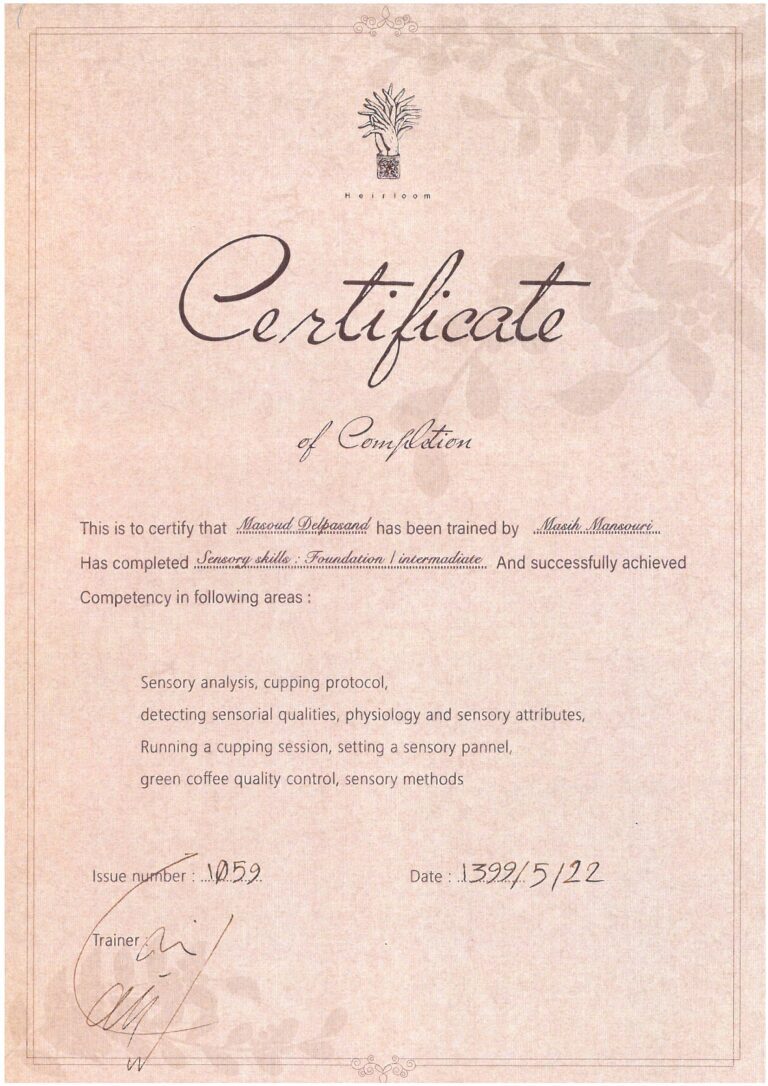 Heirloom
Certificate
of Completion
This is to certify that Masoud Delpasand has been trained by Masih Mansouri
Has completed Sensory skills : Foundation / intermadiate And successfully achieved
Competency in following areas :
Sensory analysis, cupping protocol,
detecting sensorial qualities, physiology and sensory attributes,
Running a cupping session, setting a sensory pannel,
green coffee quality control, sensory methods
Issue number : 1059 Date : 1399/5/22
Trainer